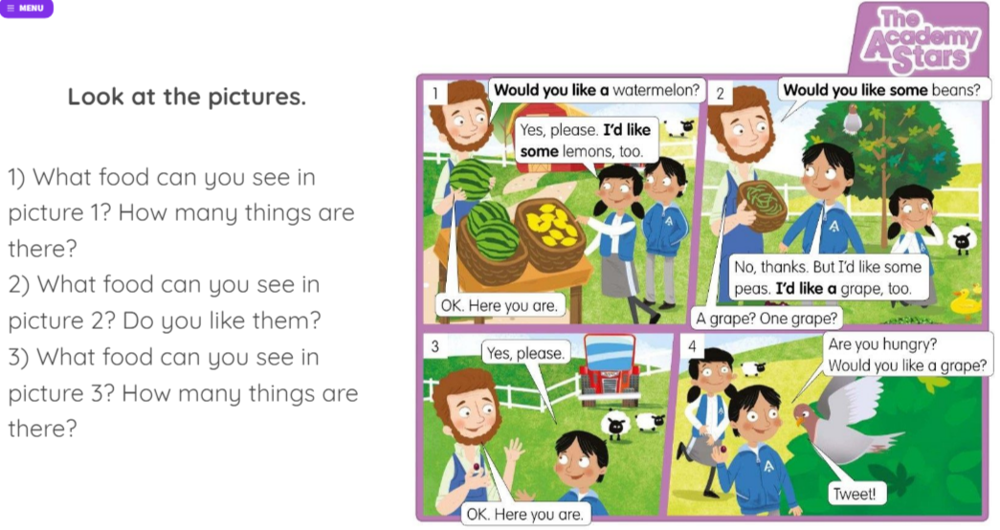 ☰ MENU
Look at the pictures.
1) What food can you see in
picture 1? How many things are
there?
2) What food can you see in
picture 2? Do you like them?
3) What food can you see in
picture 3? How many things are
there?
The
Academy
Stars
1
Would you like a watermelon?
Yes, please. I'd like
some lemons, too.
OK. Here you are.
2
Would you like some beans?
No, thanks. But I'd like some
peas. I'd like a grape, too.
A grape? One grape?
3
Yes, please.
OK. Here you are.
4
Are you hungry?
Would you like a grape?
Tweet!
A
A
A